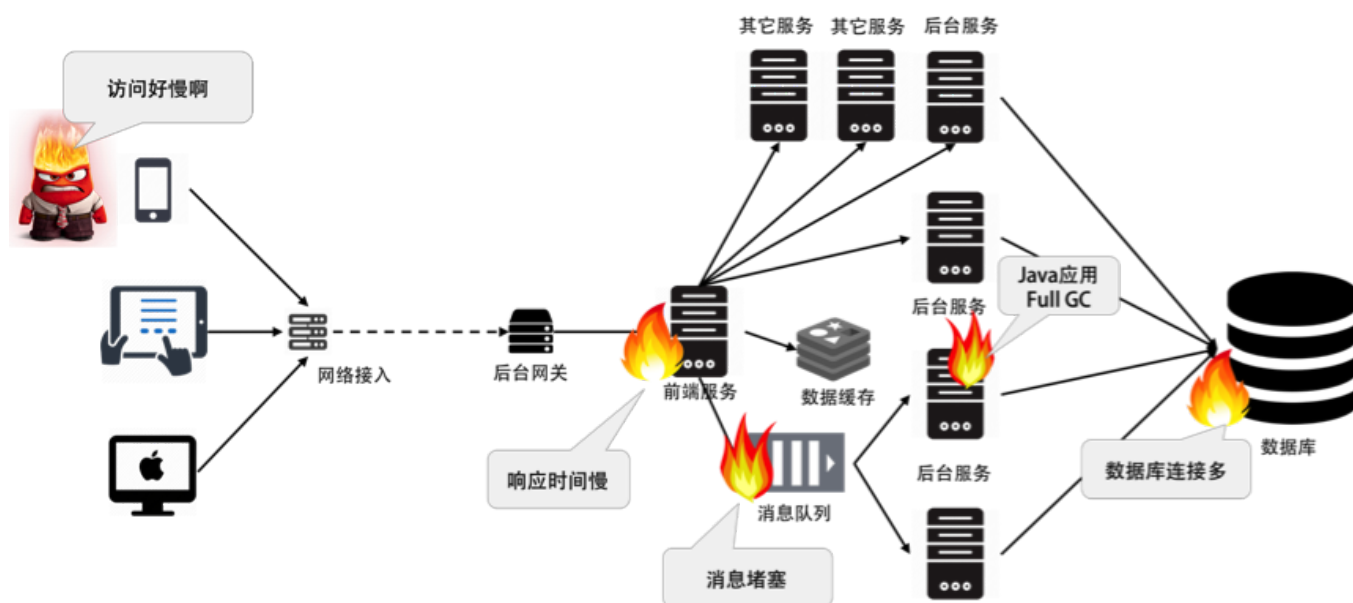 其它服务
其它服务
后台服务
访问好慢啊
Java应用
Full GC
后台服务
网络接入
后台网关
前端服务
数据缓存
数据库
响应时间慢
后台服务
数据库连接多
消息队列
消息堵塞